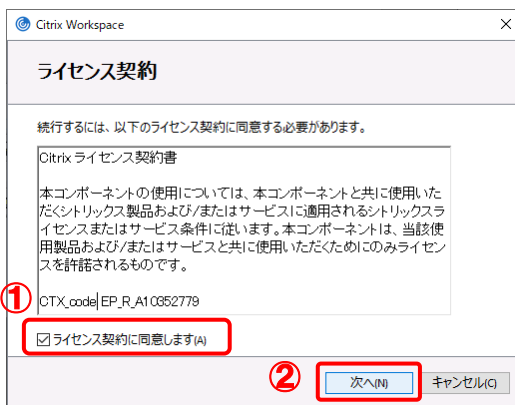 Citrix Workspace
ライセンス契約
続行するには、以下のライセンス契約に同意する必要があります。
Citrix ライセンス契約書
本コンポーネントの使用については、本コンポーネントと共に使用いた
だくシトリックス製品および/またはサービスに適用されるシトリックスラ
イセンスまたはサービス条件に従います。本コンポーネントは、当該使
用製品および/またはサービスと共に使用いただくためにのみライセン
スを許諾されるものです。
CTX_code EP_R_A10352779
①
ライセンス契約に同意します(A)
②
次へ(N)
キャンセル(C)